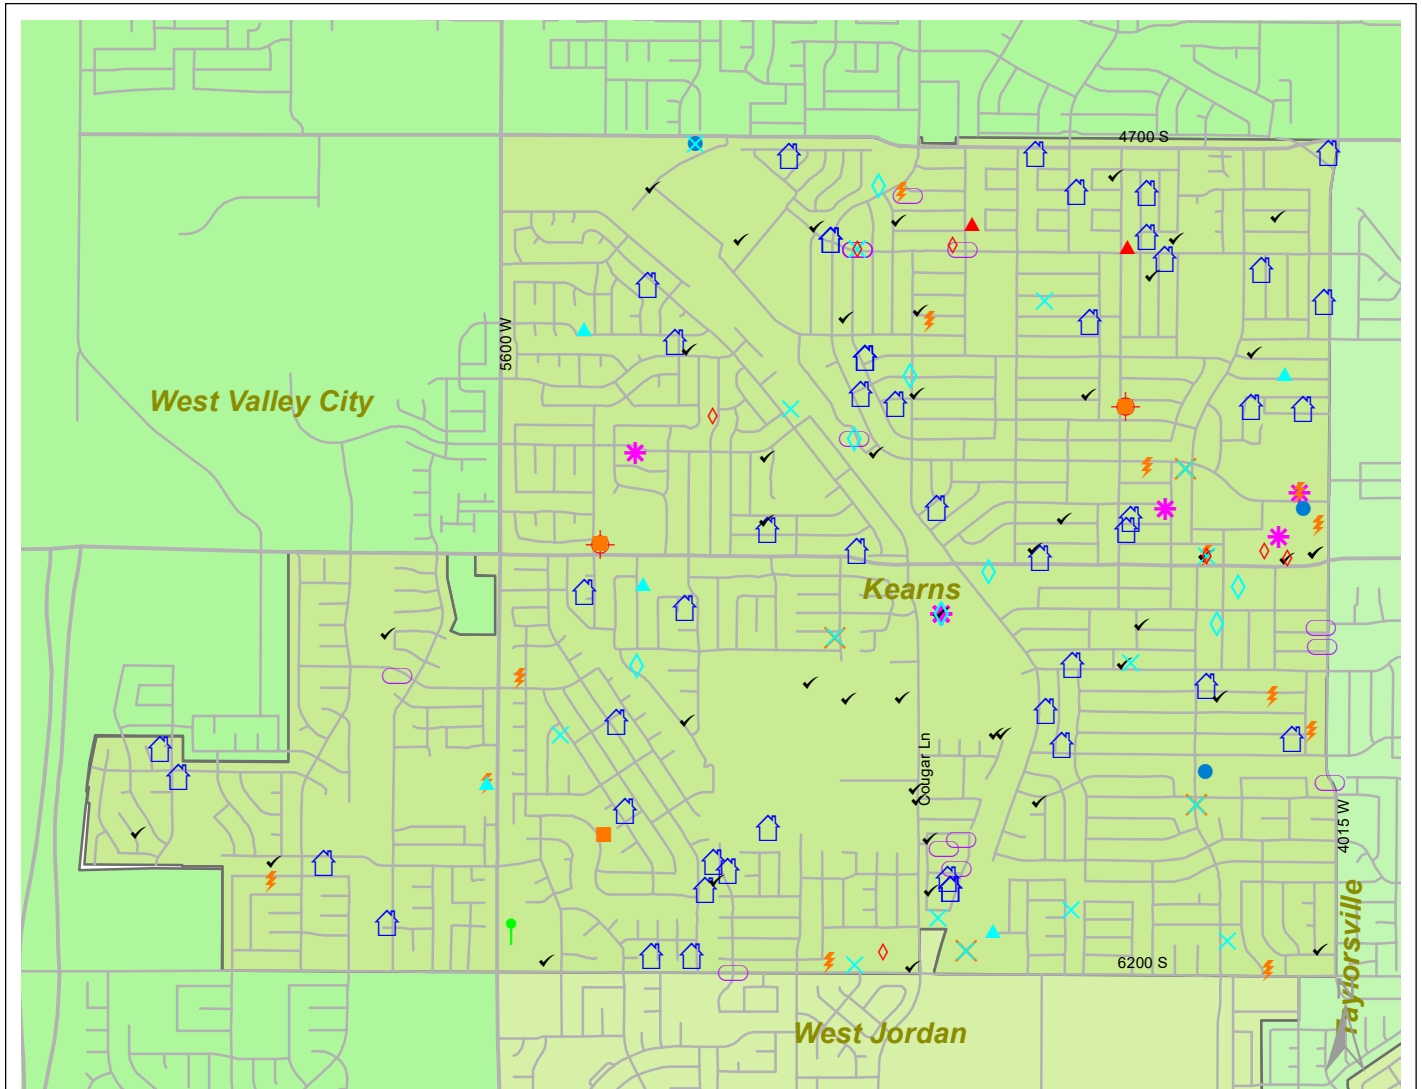 4700 S
5600 W
West Valley City
Kearns
Cougar Ln
4015 W
Taylorsville
6200 S
West Jordan